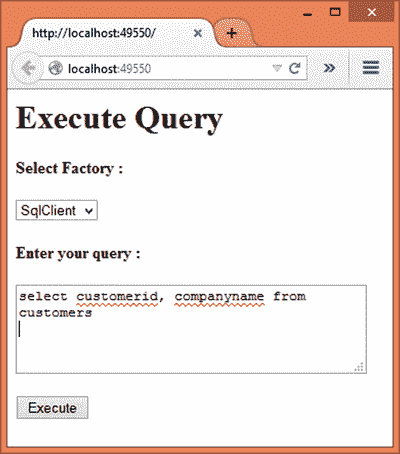 http://localhost:49550/
localhost:49550
Execute Query
Select Factory :
SqlClient
Enter your query :
select customerid, companyname from
customers
Execute